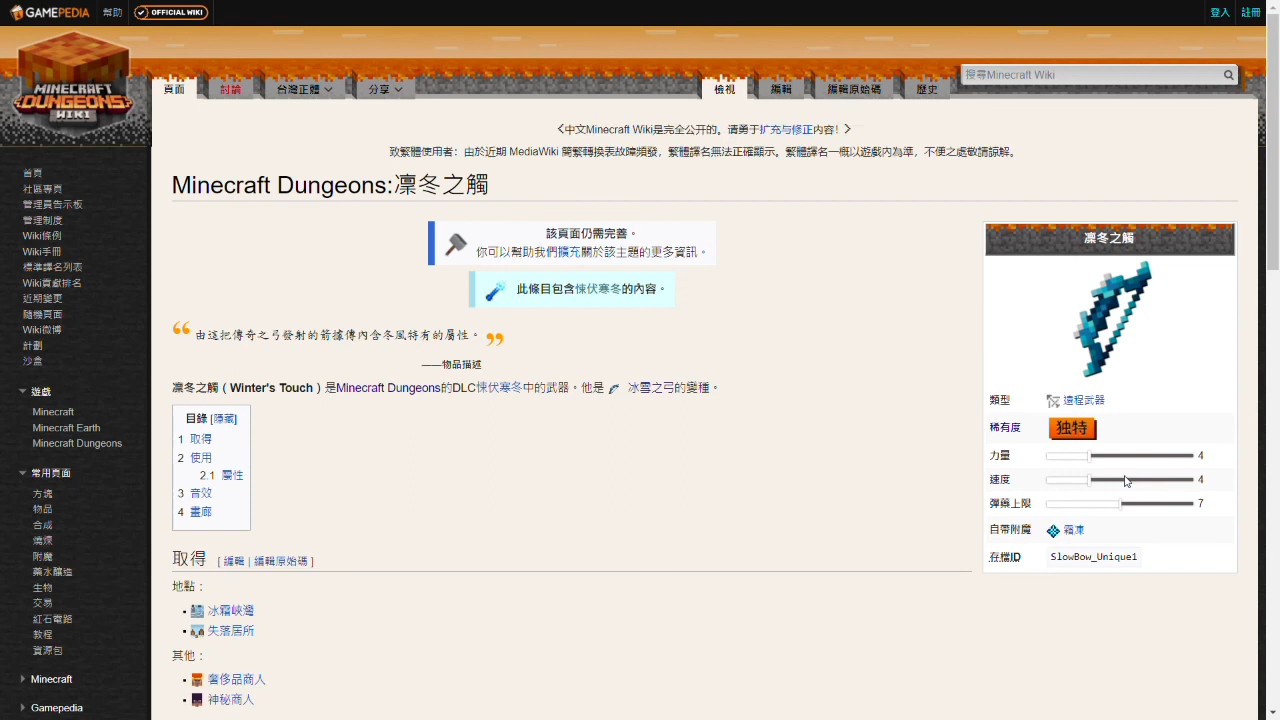 GAMEPEDIA 幫助 OFFICIAL WIKI 登入 註冊
MINECRAFT DUNGEONS WIKI
頁面 討論 台灣正體 分享 檢視 編輯 編輯原始碼 歷史 搜尋Minecraft Wiki
<中文Minecraft Wiki是完全公开的。请勇于扩充与修正内容！>
致繁體使用者：由於近期 MediaWiki 簡繁轉換表故障頻發，繁體譯名無法正確顯示。繁體譯名一概以遊戲內為準，不便之處敬請諒解。
Minecraft Dungeons:凜冬之觸
首頁
社區專頁
管理員告示板
管理制度
Wiki條例
Wiki手冊
標準譯名列表
Wiki貢獻排名
近期變更
隨機頁面
Wiki微博
計劃
沙盒
遊戲
Minecraft
Minecraft Earth
Minecraft Dungeons
常用頁面
方塊
物品
合成
燒煉
附魔
藥水釀造
生物
交易
紅石電路
教程
資源包
Minecraft
Gamepedia
該頁面仍需完善。
你可以幫助我們擴充關於該主題的更多資訊。
此條目包含悚伏寒冬的內容。
“ 由這把傳奇之弓發射的箭據傳內含冬風特有的屬性。 ”
——物品描述
凜冬之觸（Winter's Touch）是Minecraft Dungeons的DLC悚伏寒冬中的武器。他是 冰雪之弓的變種。
目錄 [隱藏]
1 取得
2 使用
2.1 屬性
3 音效
4 畫廊
取得 [ 編輯 | 編輯原始碼 ]
地點：
冰霜峽灣
失落居所
其他：
奢侈品商人
神秘商人
凜冬之觸
類型 遠程武器
稀有度 独特
力量 4
速度 4
彈藥上限 7
自帶附魔 霜凍
存檔ID SlowBow_Unique1